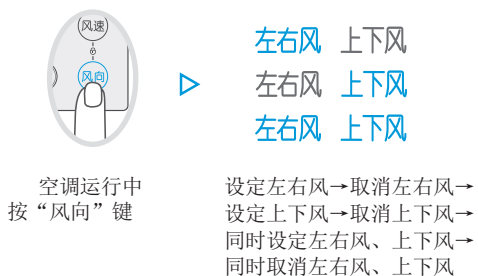 风速
风向
左右风 上下风
左右风 上下风
左右风 上下风
空调运行中
按“风向”键
设定左右风→取消左右风→
设定上下风→取消上下风→
同时设定左右风、上下风→
同时取消左右风、上下风